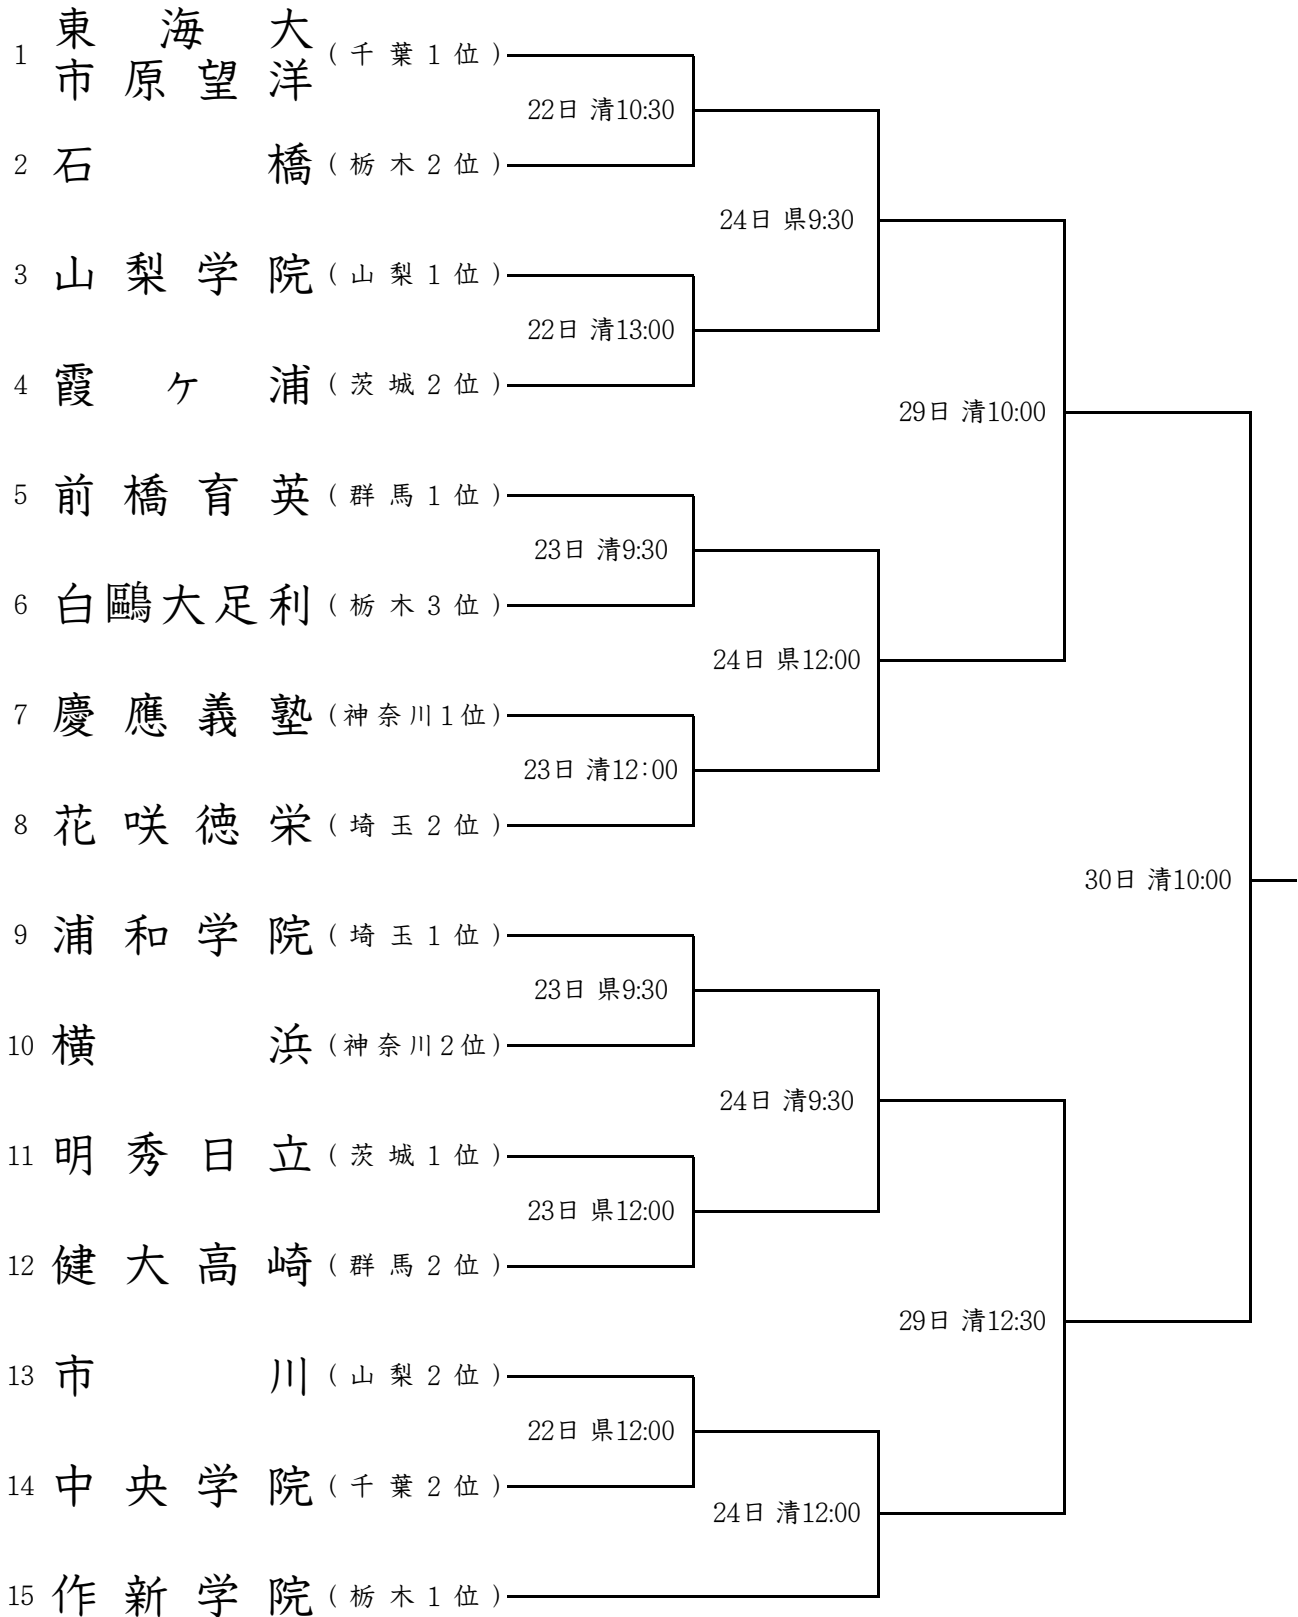 1 東海大市原望洋 (千葉1位)
22日 清10:30
2 石橋 (栃木2位)
24日 県9:30
3 山梨学院 (山梨1位)
22日 清13:00
4 霞ヶ浦 (茨城2位)
29日 清10:00
5 前橋育英 (群馬1位)
23日 清9:30
6 白鷗大足利 (栃木3位)
24日 県12:00
7 慶應義塾 (神奈川1位)
23日 清12:00
8 花咲徳栄 (埼玉2位)
30日 清10:00
9 浦和学院 (埼玉1位)
23日 県9:30
10 横浜 (神奈川2位)
24日 清9:30
11 明秀日立 (茨城1位)
23日 県12:00
12 健大高崎 (群馬2位)
29日 清12:30
13 市川 (山梨2位)
22日 県12:00
14 中央学院 (千葉2位)
24日 清12:00
15 作新学院 (栃木1位)